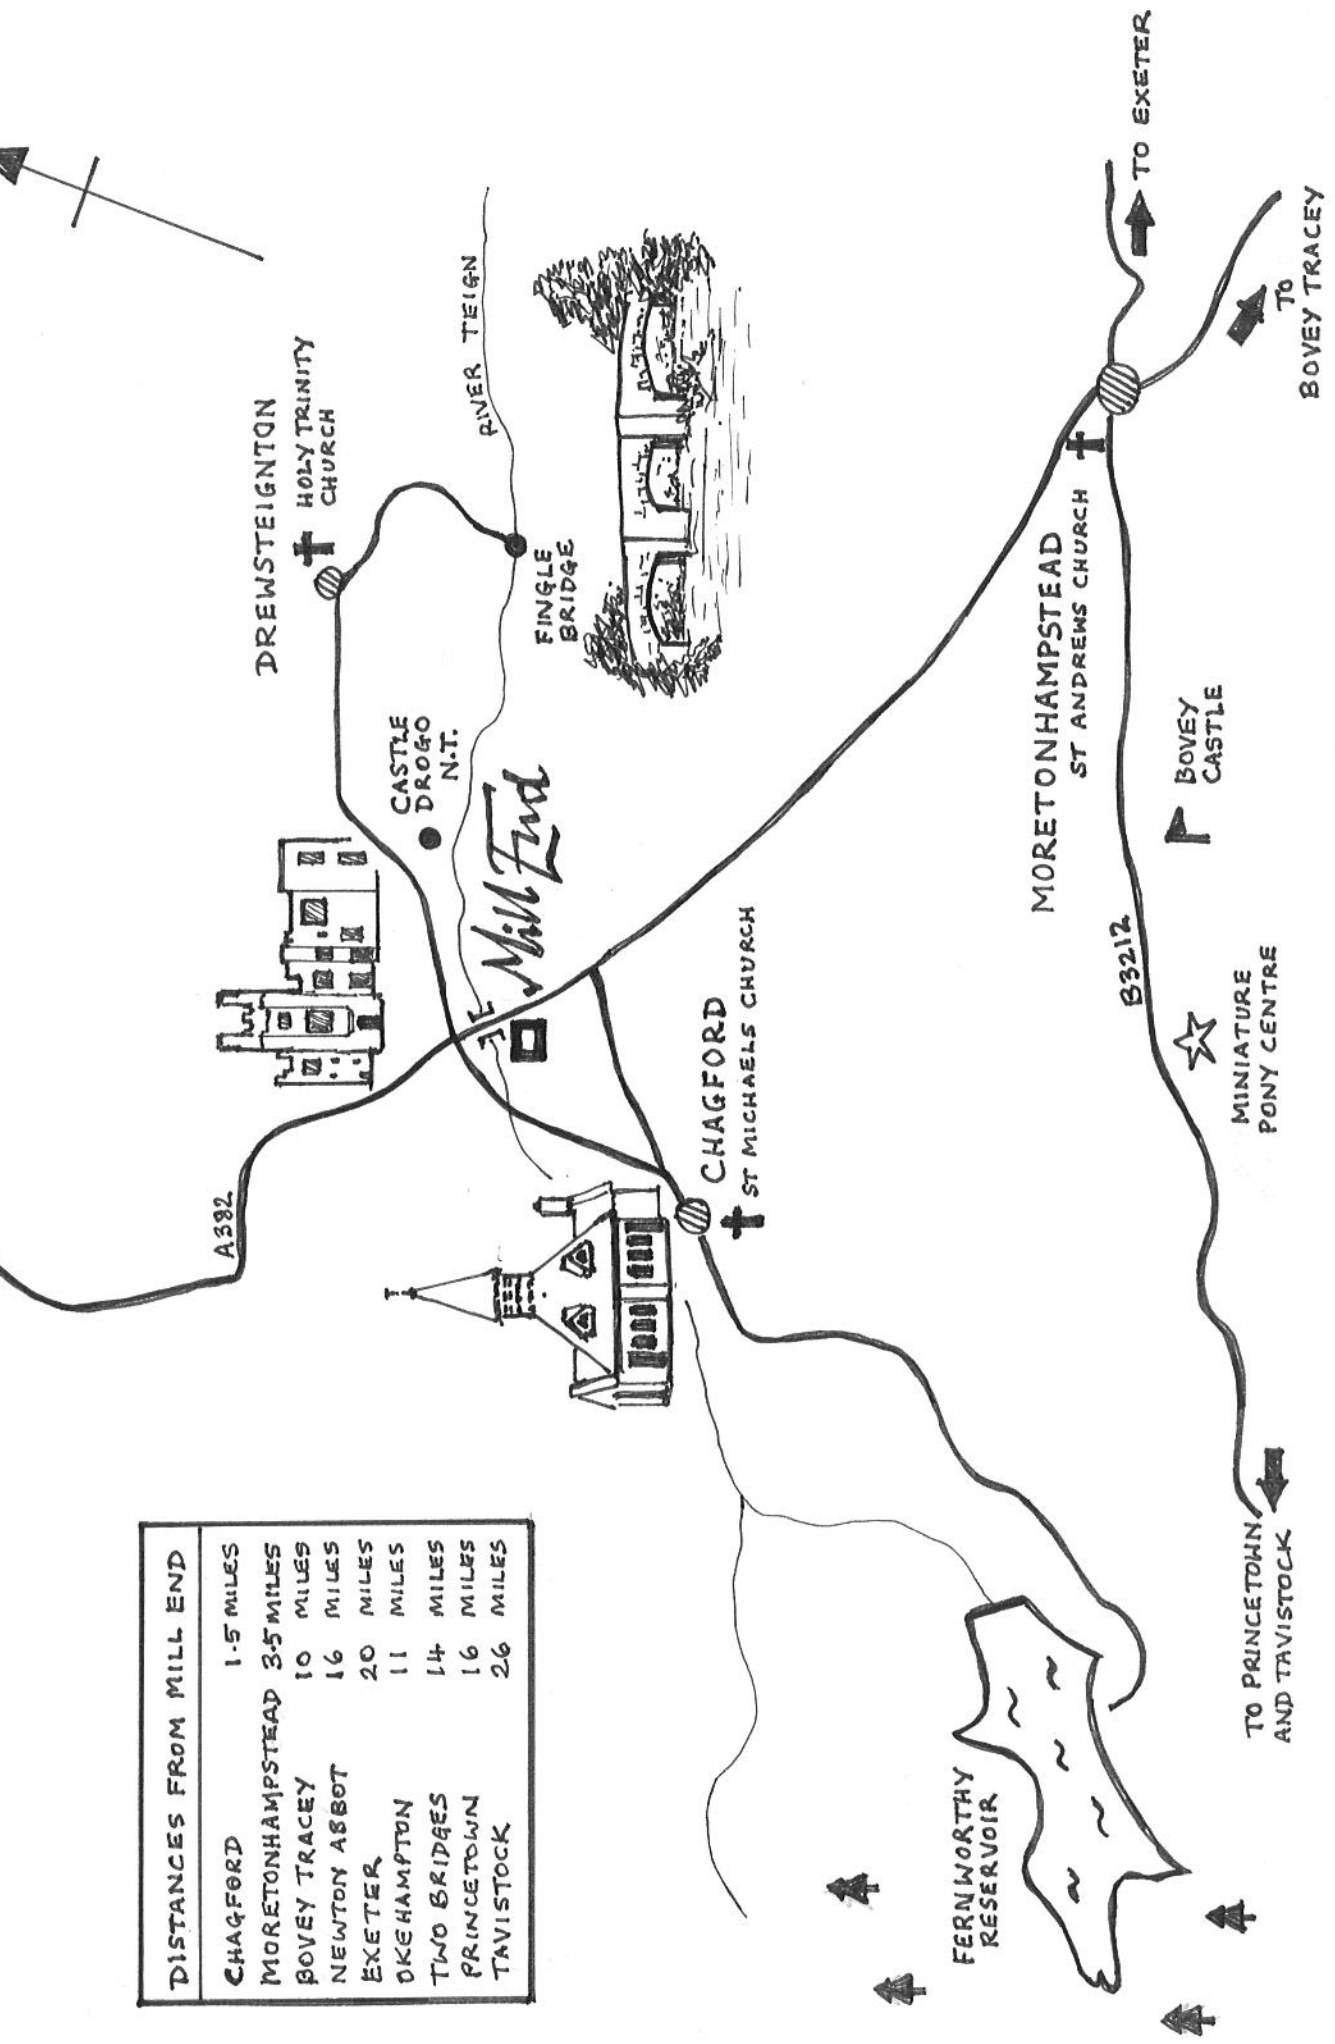 DISTANCES FROM MILL END
CHAGFORD 1.5 MILES
MORETONHAMPSTEAD 3.5 MILES
BOVEY TRACEY 10 MILES
NEWTON ABBOT 16 MILES
EXETER 20 MILES
OKEHAMPTON 11 MILES
TWO BRIDGES 14 MILES
PRINCETOWN 16 MILES
TAVISTOCK 26 MILES
A382
DREWSTEIGNTON
HOLY TRINITY
CHURCH
CASTLE
DROGO
N.T.
RIVER TEIGN
Mill End
FINGLE
BRIDGE
CHAGFORD
ST MICHAELS CHURCH
FERNWORTHY
RESERVOIR
MORETONHAMPSTEAD
ST ANDREWS CHURCH
TO EXETER
B3212
BOVEY
CASTLE
MINIATURE
PONY CENTRE
TO
BOVEY TRACEY
TO PRINCETOWN
AND TAVISTOCK